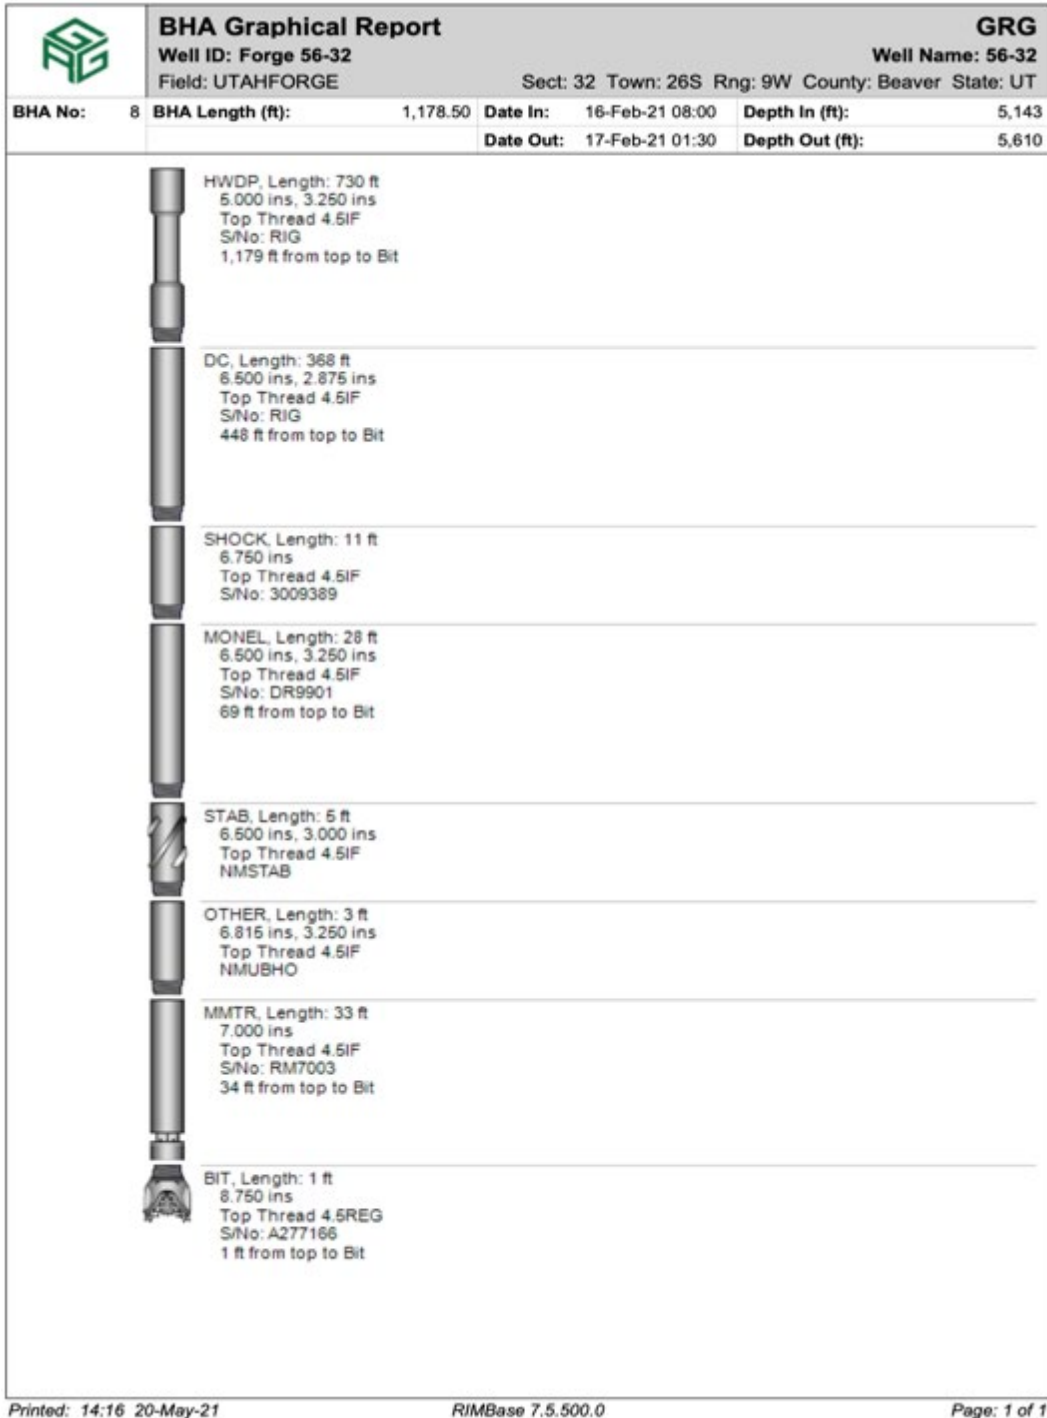 BHA Graphical Report GRG
Well ID: Forge 56-32 Well Name: 56-32
Field: UTAHFORGE Sect: 32 Town: 26S Rng: 9W County: Beaver State: UT
BHA No: 8 BHA Length (ft): 1,178.50 Date In: 16-Feb-21 08:00 Depth In (ft): 5,143
Date Out: 17-Feb-21 01:30 Depth Out (ft): 5,610
HWDP, Length: 730 ft
5.000 ins, 3.250 ins
Top Thread 4.5IF
S/No: RIG
1,179 ft from top to Bit
DC, Length: 368 ft
6.500 ins, 2.875 ins
Top Thread 4.5IF
S/No: RIG
448 ft from top to Bit
SHOCK, Length: 11 ft
6.750 ins
Top Thread 4.5IF
S/No: 3009389
MONEL, Length: 28 ft
6.500 ins, 3.250 ins
Top Thread 4.5IF
S/No: DR9901
69 ft from top to Bit
STAB, Length: 5 ft
6.500 ins, 3.000 ins
Top Thread 4.5IF
NMSTAB
OTHER, Length: 3 ft
6.815 ins, 3.250 ins
Top Thread 4.5IF
NMUBHO
MMTR, Length: 33 ft
7.000 ins
Top Thread 4.5IF
S/No: RM7003
34 ft from top to Bit
BIT, Length: 1 ft
8.750 ins
Top Thread 4.5REG
S/No: A277166
1 ft from top to Bit
Printed: 14:16 20-May-21 RIMBase 7.5.500.0 Page: 1 of 1